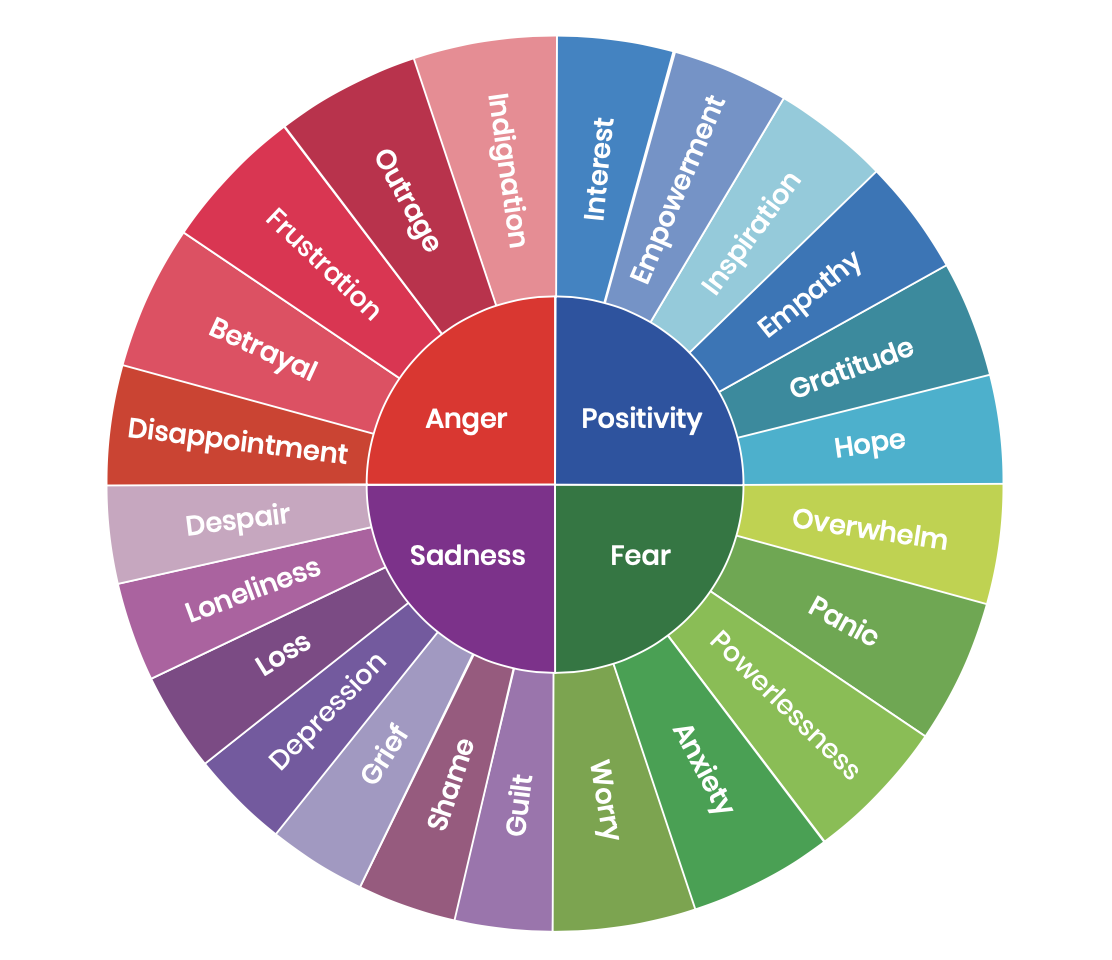 Anger
Positivity
Sadness
Fear
Interest
Empowerment
Inspiration
Empathy
Gratitude
Hope
Overwhelm
Panic
Powerlessness
Anxiety
Worry
Guilt
Shame
Grief
Depression
Loss
Loneliness
Despair
Disappointment
Betrayal
Frustration
Outrage
Indignation